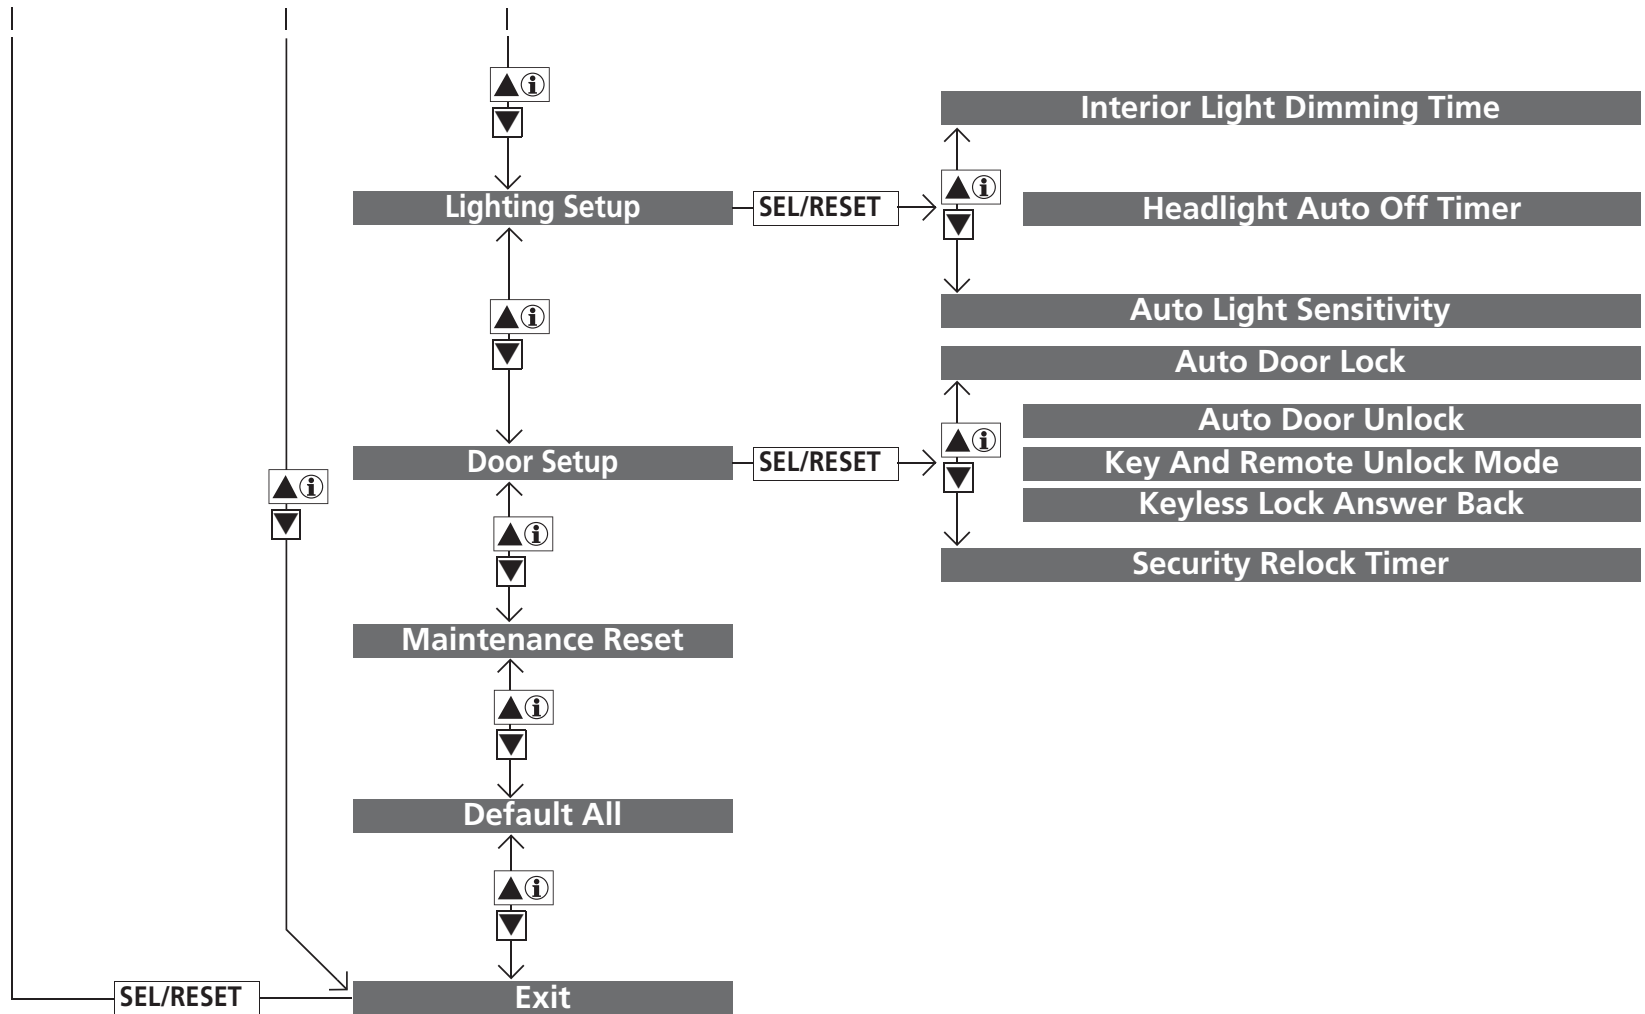 Interior Light Dimming Time
Lighting Setup
SEL/RESET
Headlight Auto Off Timer
Auto Light Sensitivity
Auto Door Lock
Auto Door Unlock
Door Setup
SEL/RESET
Key And Remote Unlock Mode
Keyless Lock Answer Back
Security Relock Timer
Maintenance Reset
Default All
SEL/RESET
Exit